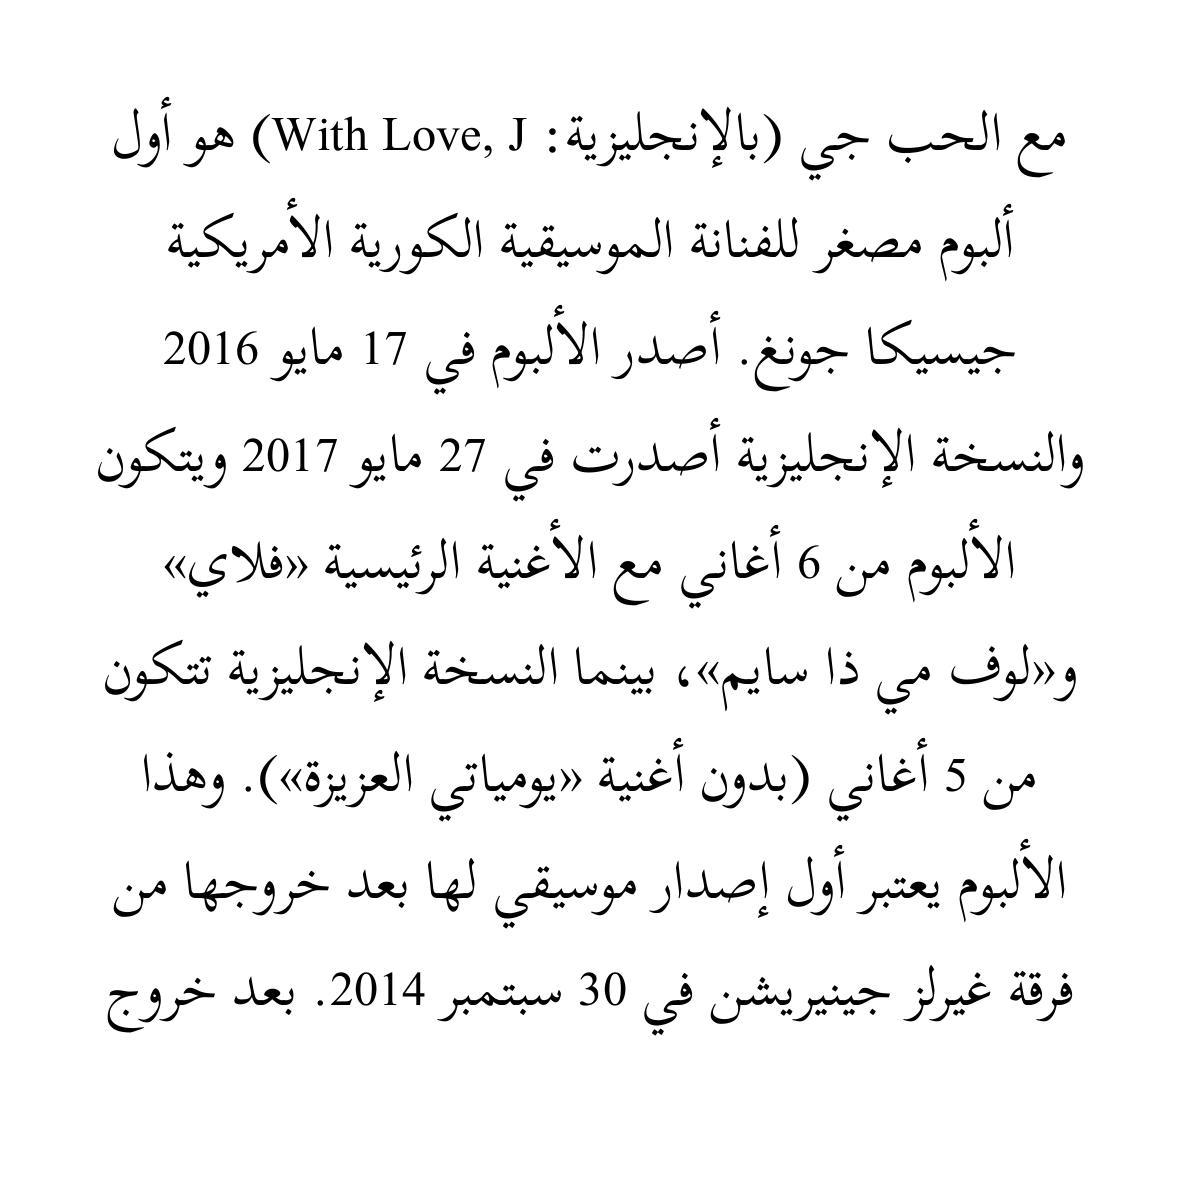 مع الحب جي (بالإنجليزية: With Love, J) هو أول
ألبوم مصغر للفنانة الموسيقية الكورية الأمريكية
جيسيكا جونغ. أصدر الألبوم في 17 مايو 2016
والنسخة الإنجليزية أصدرت في 27 مايو 2017 ويتكون
الألبوم من 6 أغاني مع الأغنية الرئيسية «فلاي»
و«لوف مي ذا سايم»، بينما النسخة الإنجليزية تتكون
من 5 أغاني (بدون أغنية «يومياتي العزيزة»). وهذا
الألبوم يعتبر أول إصدار موسيقي لها بعد خروجها من
فرقة غيرلز جينيريشن في 30 سبتمبر 2014. بعد خروج